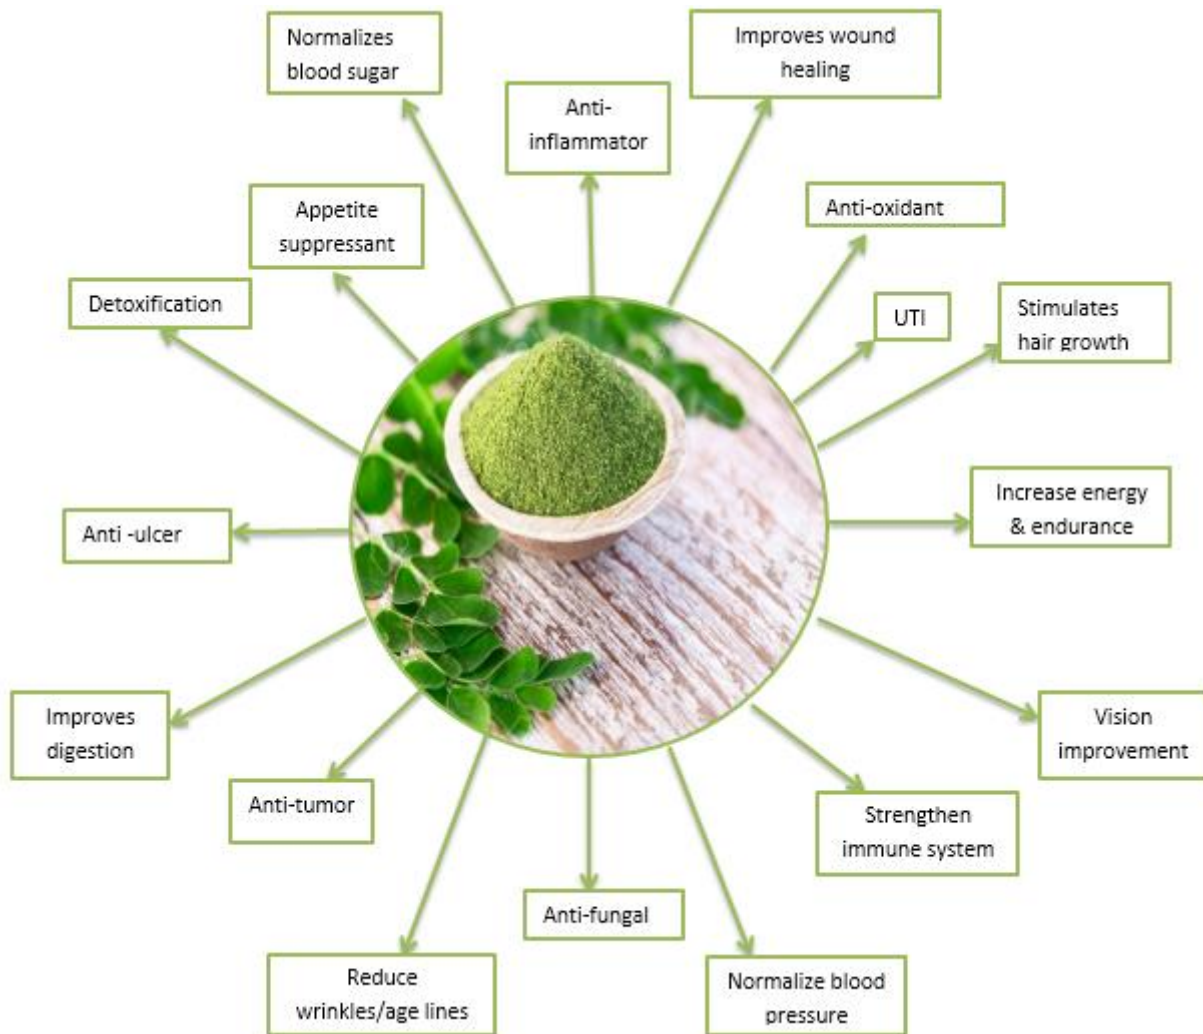 Normalizes
blood sugar
Improves wound
healing
Anti-
inflammator
Appetite
suppressant
Anti-oxidant
Detoxification
UTI
Stimulates
hair growth
Anti -ulcer
Increase energy
& endurance
Improves
digestion
Vision
improvement
Anti-tumor
Strengthen
immune system
Anti-fungal
Reduce
wrinkles/age lines
Normalize blood
pressure